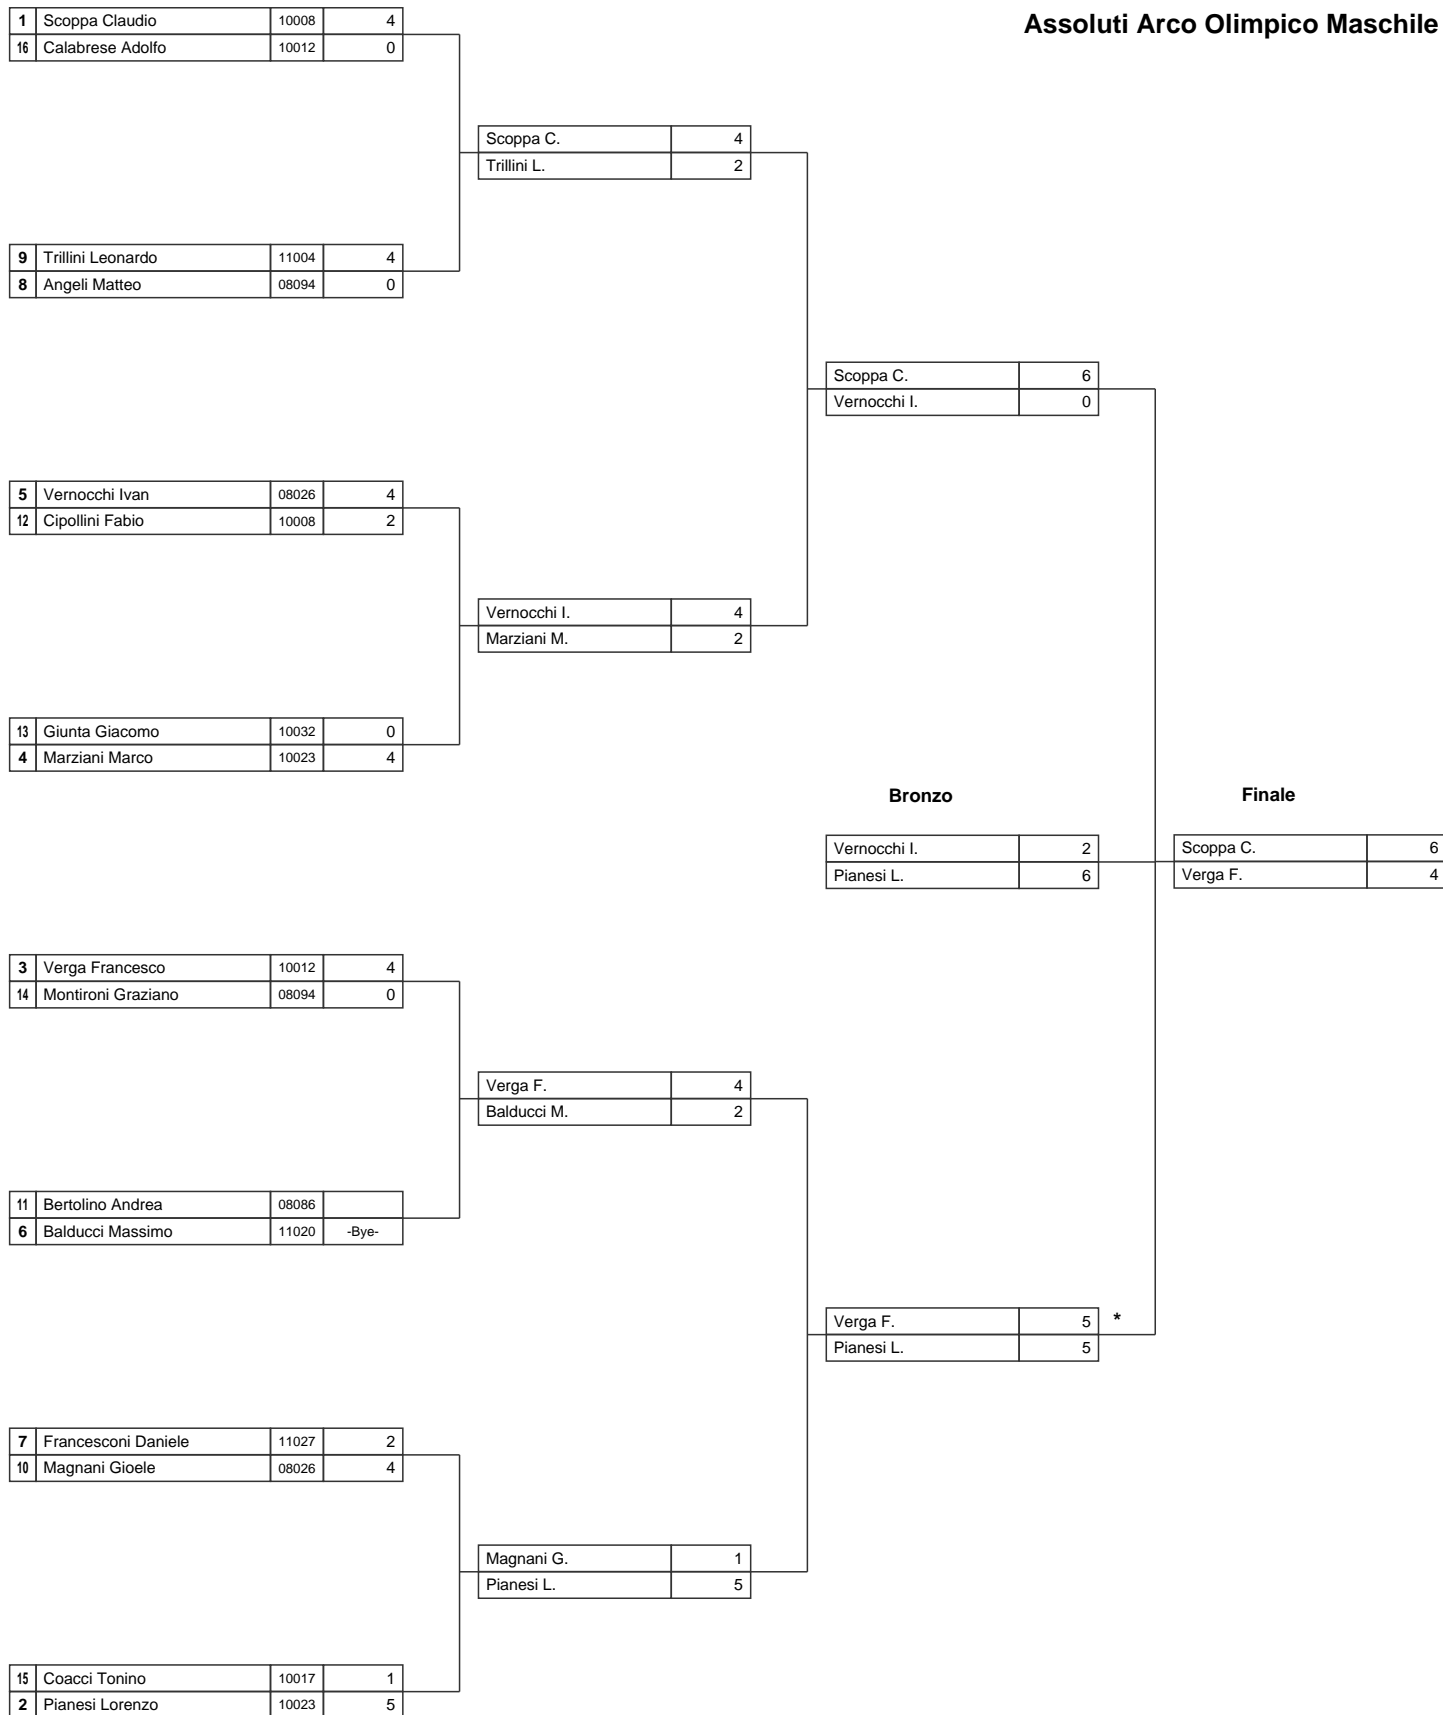 Assoluti Arco Olimpico Maschile
1 Scoppa Claudio 10008 4
16 Calabrese Adolfo 10012 0
Scoppa C. 4
Trillini L. 2
9 Trillini Leonardo 11004 4
8 Angeli Matteo 08094 0
Scoppa C. 6
Vernocchi I. 0
5 Vernocchi Ivan 08026 4
12 Cipollini Fabio 10008 2
Vernocchi I. 4
Marziani M. 2
13 Giunta Giacomo 10032 0
4 Marziani Marco 10023 4
Bronzo Finale
Vernocchi I. 2 Scoppa C. 6
Pianesi L. 6 Verga F. 4
3 Verga Francesco 10012 4
14 Montironi Graziano 08094 0
Verga F. 4
Balducci M. 2
11 Bertolino Andrea 08086
6 Balducci Massimo 11020 -Bye-
Verga F. 5 *
Pianesi L. 5
7 Francesconi Daniele 11027 2
10 Magnani Gioele 08026 4
Magnani G. 1
Pianesi L. 5
15 Coacci Tonino 10017 1
2 Pianesi Lorenzo 10023 5